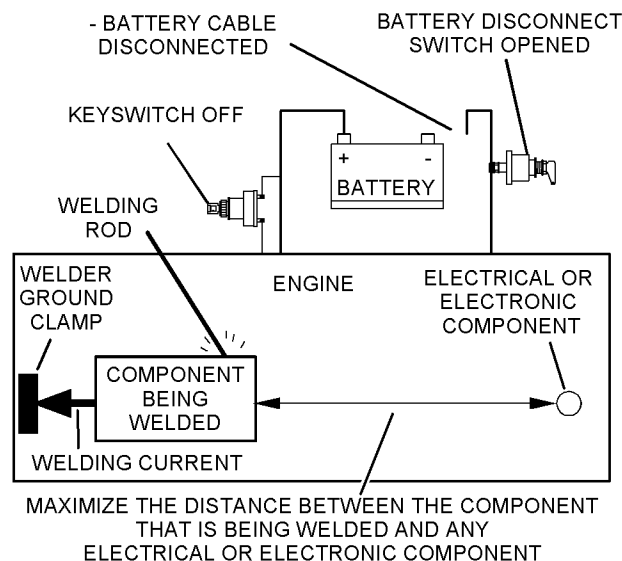 - BATTERY CABLE
DISCONNECTED
BATTERY DISCONNECT
SWITCH OPENED
KEYSWITCH OFF
+ -
BATTERY
WELDING
ROD
WELDER
GROUND
CLAMP
ENGINE
ELECTRICAL OR
ELECTRONIC
COMPONENT
COMPONENT
BEING
WELDED
WELDING CURRENT
MAXIMIZE THE DISTANCE BETWEEN THE COMPONENT
THAT IS BEING WELDED AND ANY
ELECTRICAL OR ELECTRONIC COMPONENT